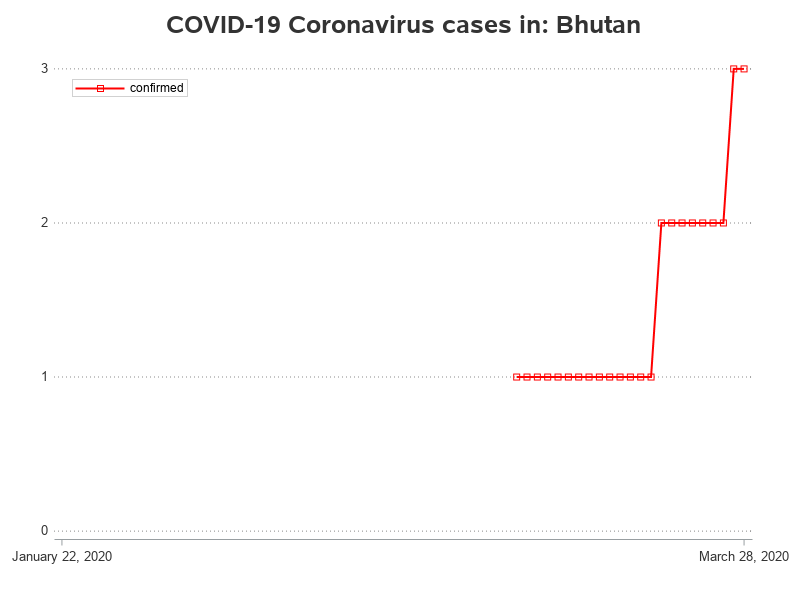 COVID-19 Coronavirus cases in: Bhutan
3
confirmed
2
1
0
January 22, 2020
March 28, 2020